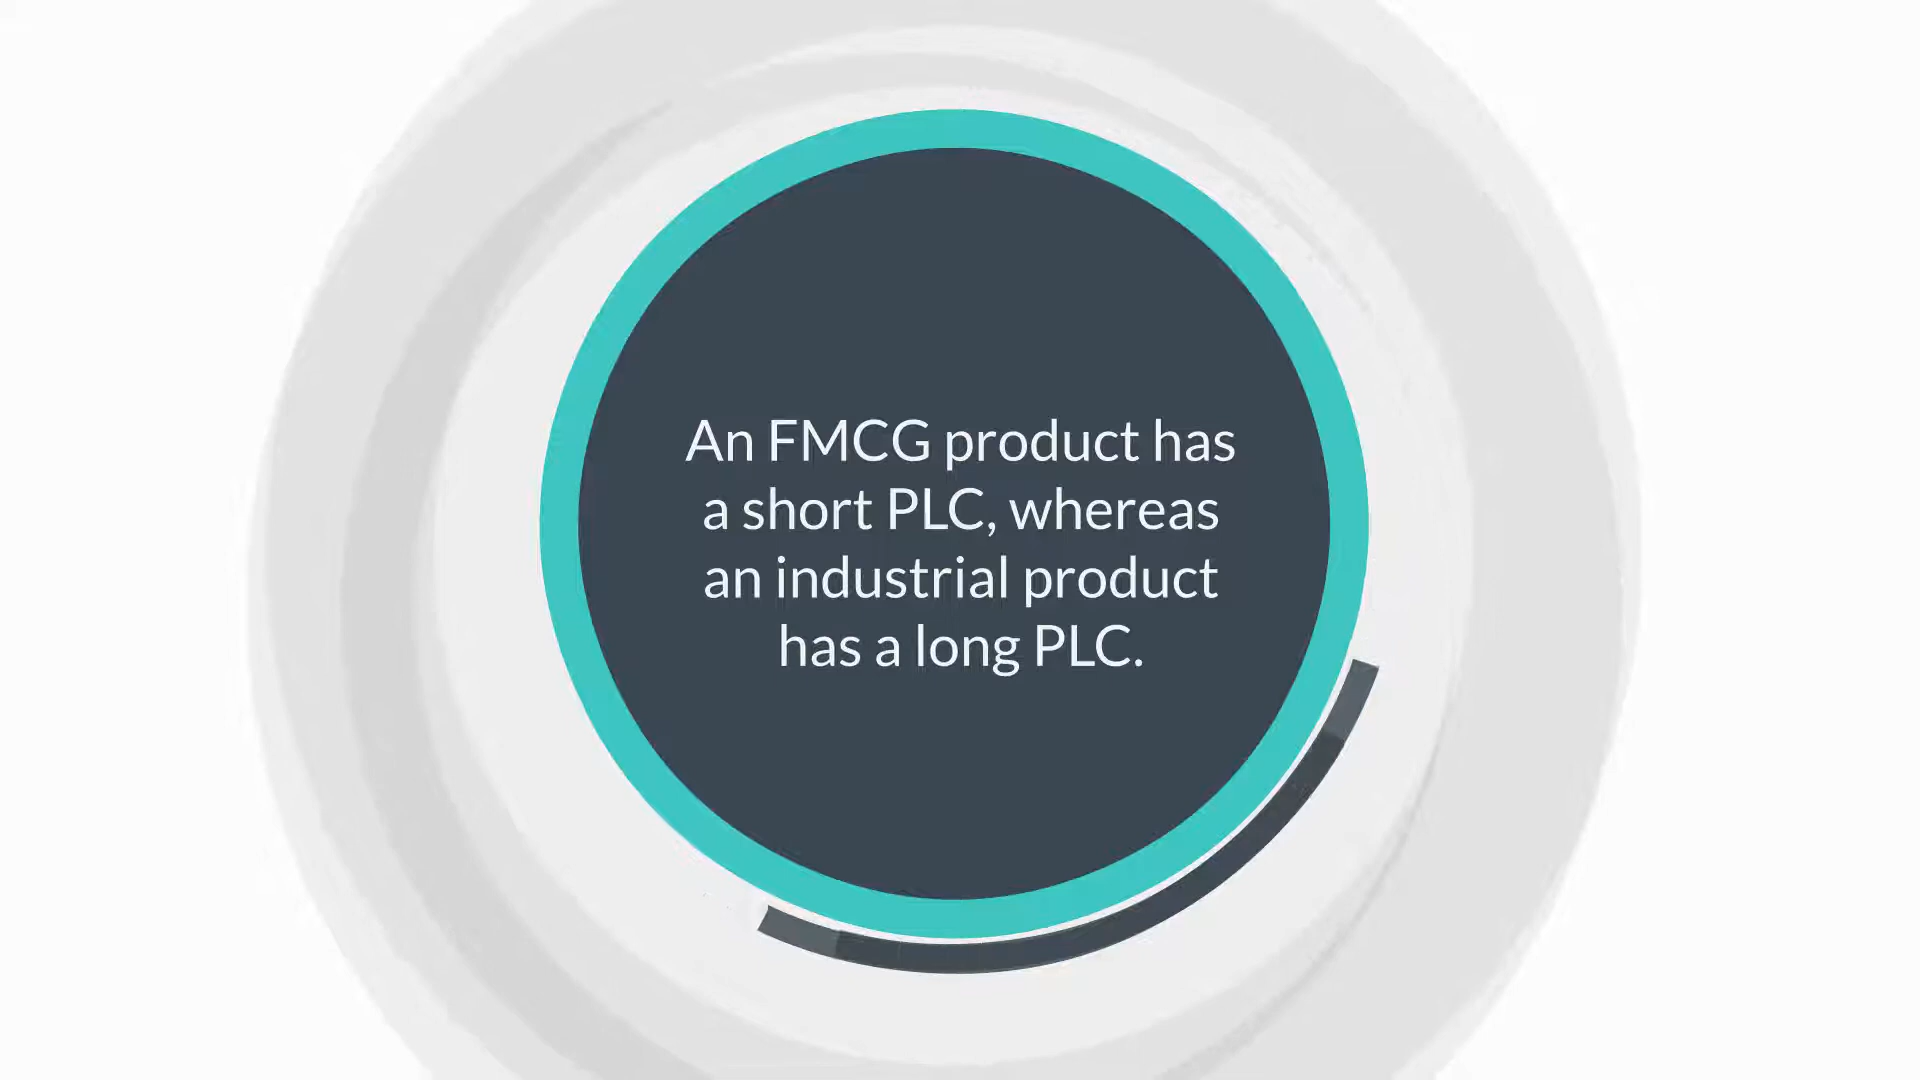 An FMCG product has
a short PLC, whereas
an industrial product
has a long PLC.